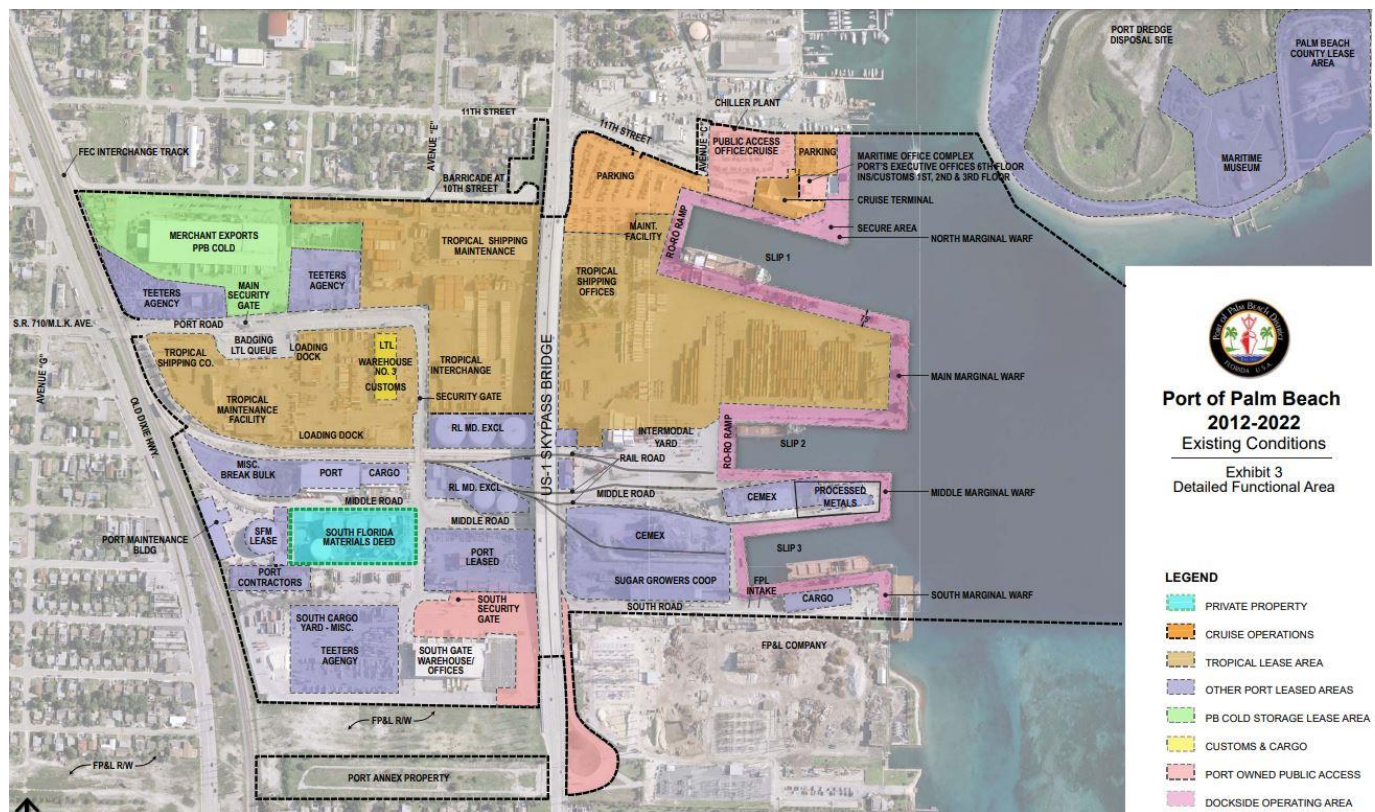 PORT DREDGE
DISPOSAL SITE
PALM BEACH
COUNTY LEASE
AREA
MARITIME
MUSEUM
11TH STREET
AVENUE "E"
FEC INTERCHANGE TRACK
BARRICADE AT
10TH STREET
11TH STREET
CHILLER PLANT
AVENUE "C"
PUBLIC ACCESS
OFFICE/CRUISE
PARKING
MARITIME OFFICE COMPLEX
PORT'S EXECUTIVE OFFICES 6TH FLOOR
INS/CUSTOMS 1ST, 2ND & 3RD FLOOR
CRUISE TERMINAL
SECURE AREA
NORTH MARGINAL WARF
PARKING
MAINT.
FACILITY
RO-RO RAMP
SLIP 1
MERCHANT EXPORTS
PPB COLD
TROPICAL SHIPPING
MAINTENANCE
TROPICAL
SHIPPING
OFFICES
TEETERS
AGENCY
TEETERS
AGENCY
MAIN
SECURITY
GATE
PORT ROAD
S.R. 710/M.L.K. AVE.
AVENUE "G"
OLD DIXIE HWY
BADGING
LTL QUEUE
LOADING
DOCK
LTL
WAREHOUSE
NO. 3
CUSTOMS
TROPICAL
SHIPPING CO.
TROPICAL
INTERCHANGE
SECURITY GATE
TROPICAL
MAINTENANCE
FACILITY
LOADING DOCK
US-1 SKYPASS BRIDGE
75'
MAIN MARGINAL WARF
RL MD. EXCL
INTERMODAL
YARD
RO-RO RAMP
SLIP 2
RAIL ROAD
MISC.
BREAK BULK
PORT
CARGO
RL MD. EXCL
MIDDLE ROAD
CEMEX
PROCESSED
METALS
MIDDLE MARGINAL WARF
MIDDLE ROAD
MIDDLE ROAD
PORT MAINTENANCE
BLDG
SFM
LEASE
SOUTH FLORIDA
MATERIALS DEED
PORT
LEASED
CEMEX
SLIP 3
PORT
CONTRACTORS
SUGAR GROWERS COOP
FPL
INTAKE
CARGO
SOUTH MARGINAL WARF
SOUTH ROAD
SOUTH
SECURITY
GATE
SOUTH CARGO
YARD - MISC.
TEETERS
AGENGY
SOUTH GATE
WAREHOUSE/
OFFICES
FP&L COMPANY
FP&L R/W
FP&L R/W
PORT ANNEX PROPERTY
Port of Palm Beach District
FLORIDA U.S.A.
Port of Palm Beach
2012-2022
Existing Conditions
Exhibit 3
Detailed Functional Area
LEGEND
PRIVATE PROPERTY
CRUISE OPERATIONS
TROPICAL LEASE AREA
OTHER PORT LEASED AREAS
PB COLD STORAGE LEASE AREA
CUSTOMS & CARGO
PORT OWNED PUBLIC ACCESS
DOCKSIDE OPERATING AREA